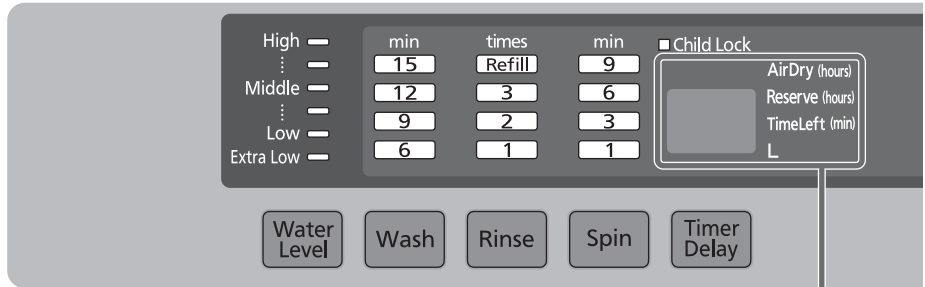 High
min
times
min
Child Lock
15
Refill
9
AirDry (hours)
Middle
12
3
6
Reserve (hours)
9
2
3
TimeLeft (min)
Low
Extra Low
6
1
1
L
Water
Level
Wash
Rinse
Spin
Timer
Delay